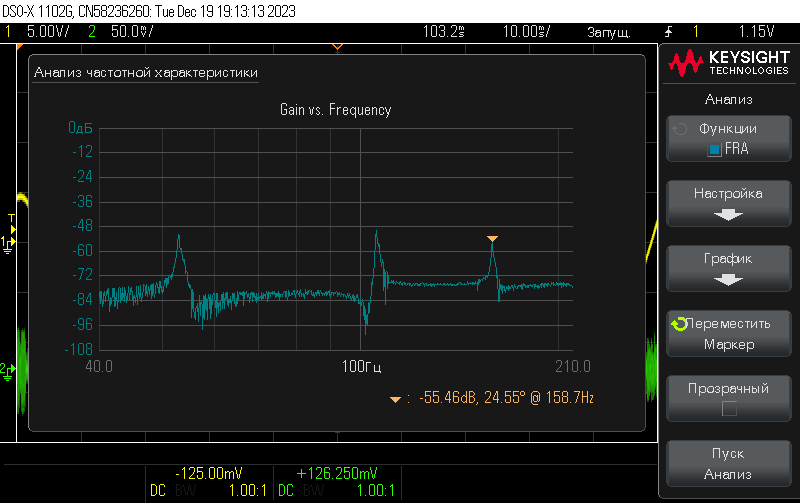 DSO-X 1102G, CN58236260: Tue Dec 19 19:13:13 2023
1 5.00V/ 2 50.0mV/ 103.2s 10.00s/ Запущ. 1 1.15V
KEYSIGHT
TECHNOLOGIES
Анализ частотной характеристики
Анализ
Gain vs. Frequency
Функции
FRA
0дБ
-12
-24
-36
-48
-60
-72
-84
-96
-108
40.0 100Гц 210.0
: -55.46dB, 24.55° @ 158.7Hz
T
1
2
Настройка
График
Переместить
Маркер
Прозрачный
Пуск
Анализ
-125.00mV +126.250mV
DC BW 1.00:1 DC BW 1.00:1